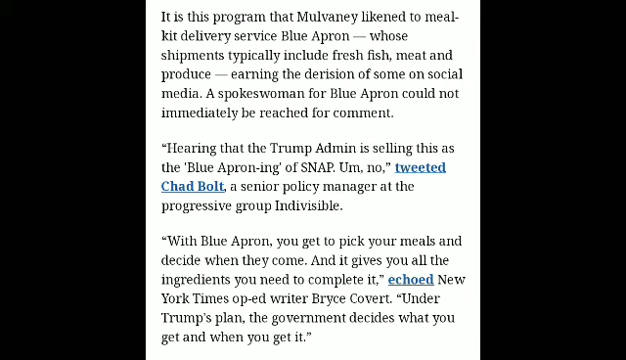 It is this program that Mulvaney likened to meal-
kit delivery service Blue Apron — whose
shipments typically include fresh fish, meat and
produce — earning the derision of some on social
media. A spokeswoman for Blue Apron could not
immediately be reached for comment.
“Hearing that the Trump Admin is selling this as
the 'Blue Apron-ing' of SNAP. Um, no,” tweeted
Chad Bolt, a senior policy manager at the
progressive group Indivisible.
“With Blue Apron, you get to pick your meals and
decide when they come. And it gives you all the
ingredients you need to complete it,” echoed New
York Times op-ed writer Bryce Covert. “Under
Trump's plan, the government decides what you
get and when you get it.”